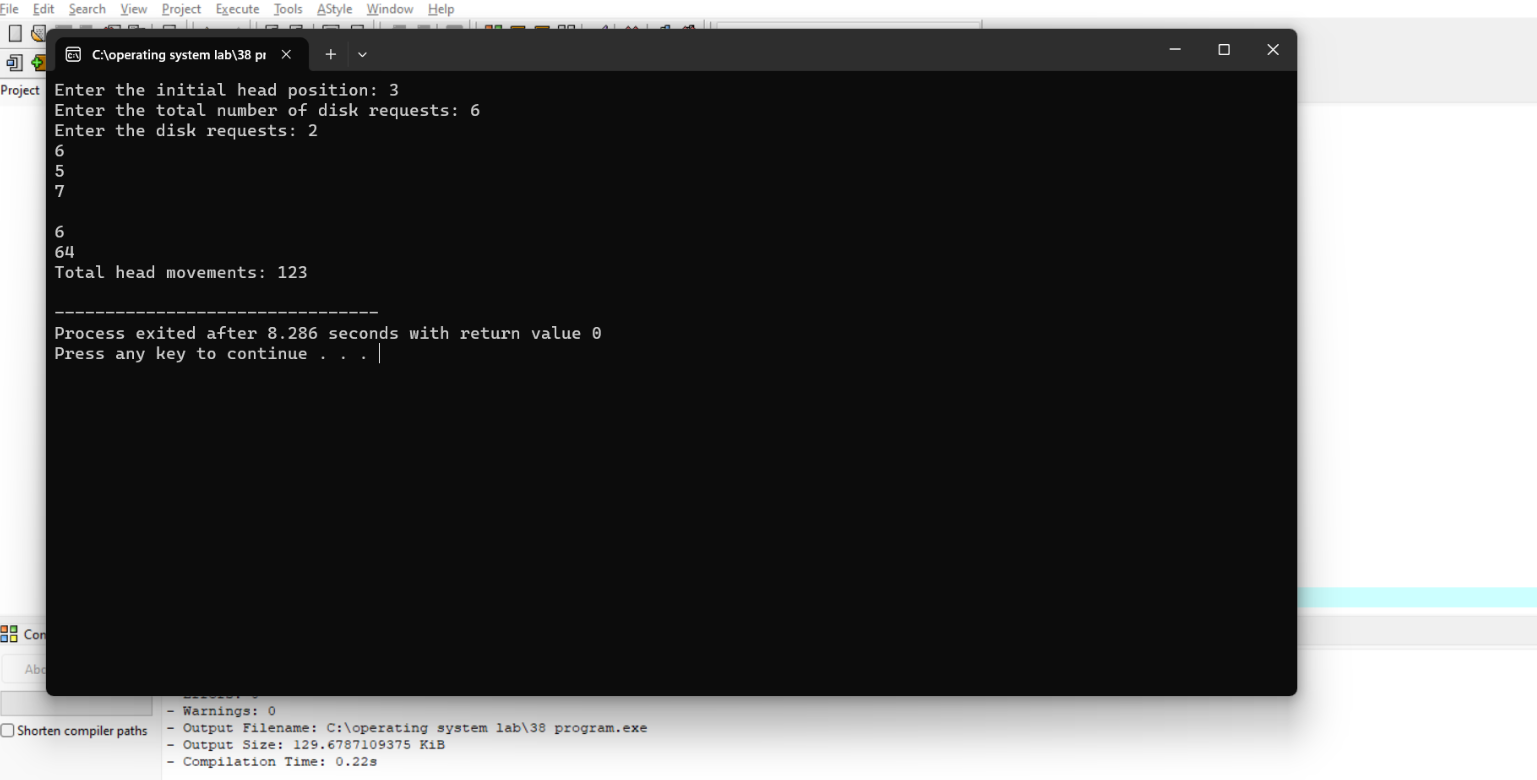 File Edit Search View Project Execute Tools AStyle Window Help
C:\operating system lab\38 pr
Project
Enter the initial head position: 3
Enter the total number of disk requests: 6
Enter the disk requests: 2
6
5
7
6
64
Total head movements: 123
--------------------------------
Process exited after 8.286 seconds with return value 0
Press any key to continue . . .
Con
Abo
- Warnings: 0
Shorten compiler paths
- Output Filename: C:\operating system lab\38 program.exe
- Output Size: 129.6787109375 KiB
- Compilation Time: 0.22s